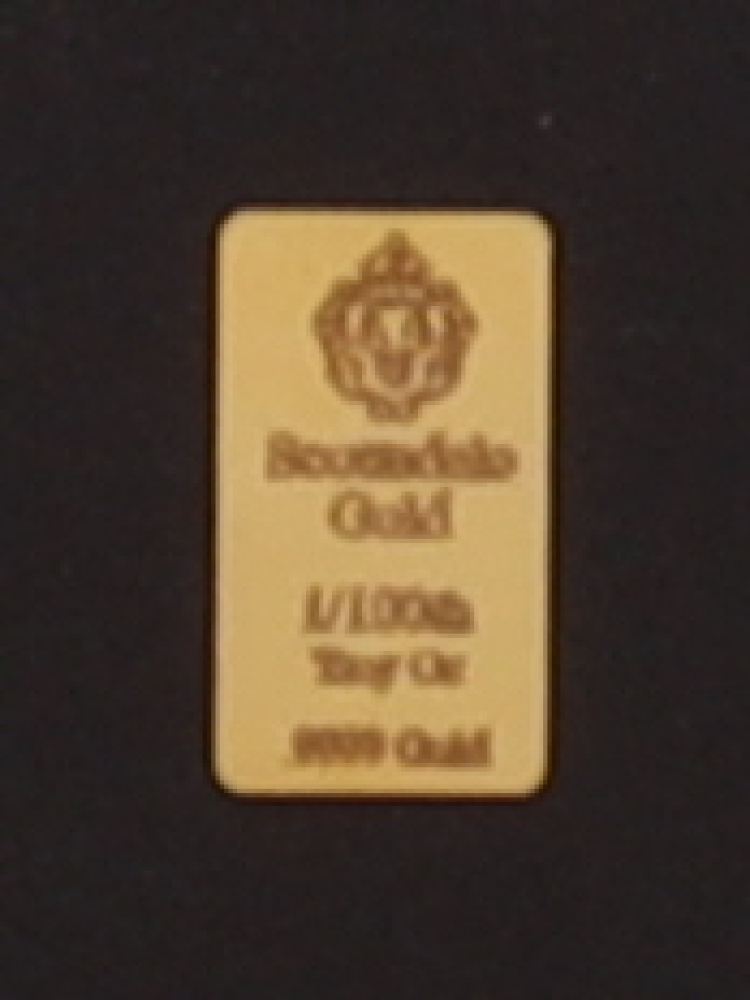 Scottsdale
Gold
1/100th
Troy Oz
.9999 Gold